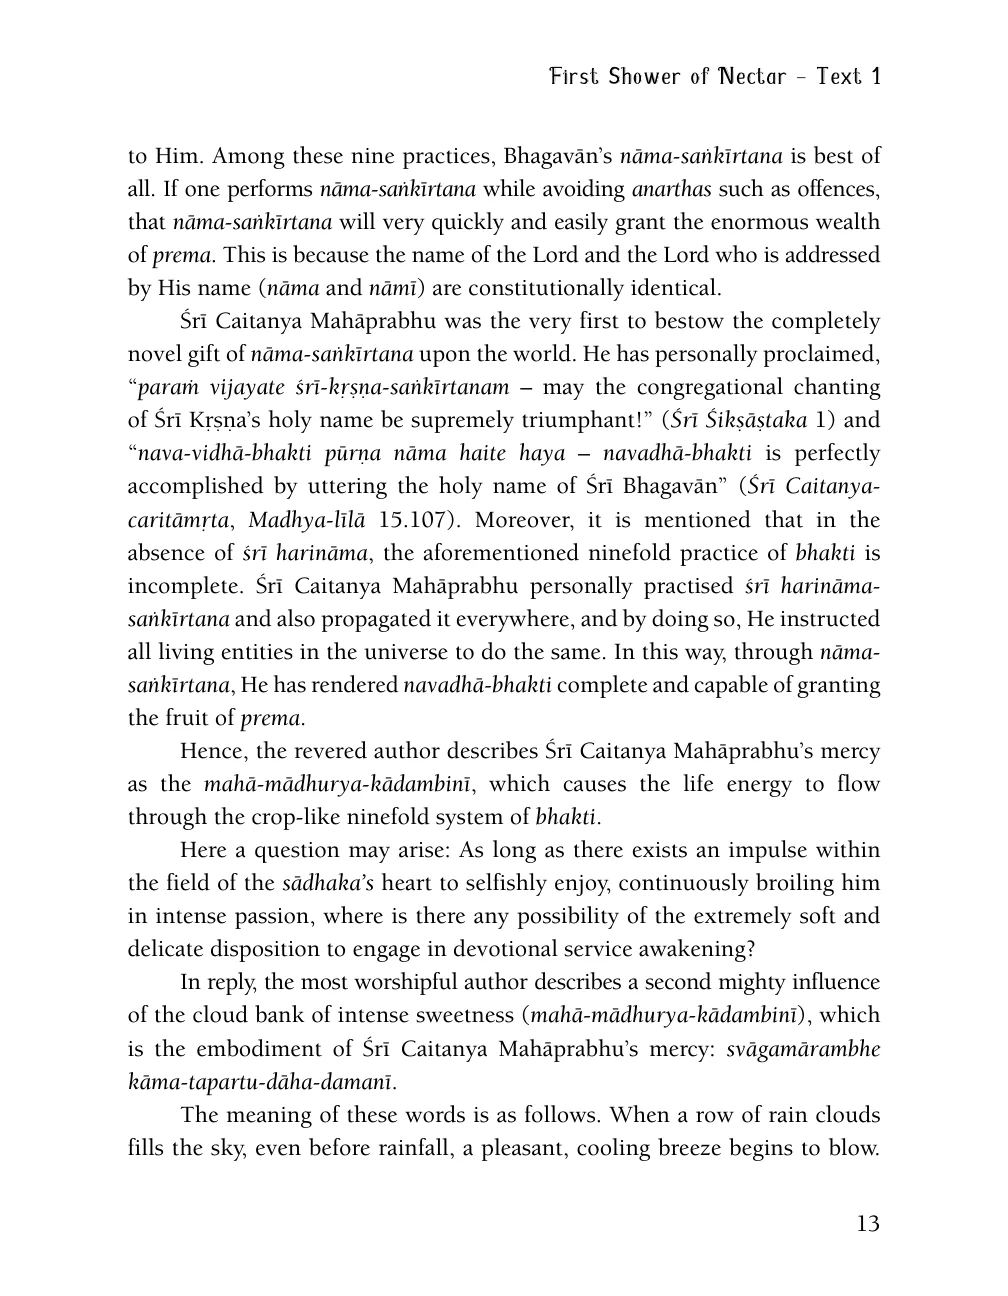 First Shower of Nectar – Text 1
to Him. Among these nine practices, Bhagavān’s nāma-saṅkīrtana is best of
all. If one performs nāma-saṅkīrtana while avoiding anarthas such as offences,
that nāma-saṅkīrtana will very quickly and easily grant the enormous wealth
of prema. This is because the name of the Lord and the Lord who is addressed
by His name (nāma and nāmī) are constitutionally identical.
Śrī Caitanya Mahāprabhu was the very first to bestow the completely
novel gift of nāma-saṅkīrtana upon the world. He has personally proclaimed,
“paraṁ vijayate śrī-kṛṣṇa-saṅkīrtanam – may the congregational chanting
of Śrī Kṛṣṇa’s holy name be supremely triumphant!” (Śrī Śikṣāṣṭaka 1) and
“nava-vidhā-bhakti pūrṇa nāma haite haya – navadhā-bhakti is perfectly
accomplished by uttering the holy name of Śrī Bhagavān” (Śrī Caitanya-
caritāmṛta, Madhya-līlā 15.107). Moreover, it is mentioned that in the
absence of śrī harināma, the aforementioned ninefold practice of bhakti is
incomplete. Śrī Caitanya Mahāprabhu personally practised śrī harināma-
saṅkīrtana and also propagated it everywhere, and by doing so, He instructed
all living entities in the universe to do the same. In this way, through nāma-
saṅkīrtana, He has rendered navadhā-bhakti complete and capable of granting
the fruit of prema.
Hence, the revered author describes Śrī Caitanya Mahāprabhu’s mercy
as the mahā-mādhurya-kādambinī, which causes the life energy to flow
through the crop-like ninefold system of bhakti.
Here a question may arise: As long as there exists an impulse within
the field of the sādhaka’s heart to selfishly enjoy, continuously broiling him
in intense passion, where is there any possibility of the extremely soft and
delicate disposition to engage in devotional service awakening?
In reply, the most worshipful author describes a second mighty influence
of the cloud bank of intense sweetness (mahā-mādhurya-kādambinī), which
is the embodiment of Śrī Caitanya Mahāprabhu’s mercy: svāgamārambhe
kāma-tapartu-dāha-damanī.
The meaning of these words is as follows. When a row of rain clouds
fills the sky, even before rainfall, a pleasant, cooling breeze begins to blow.
13